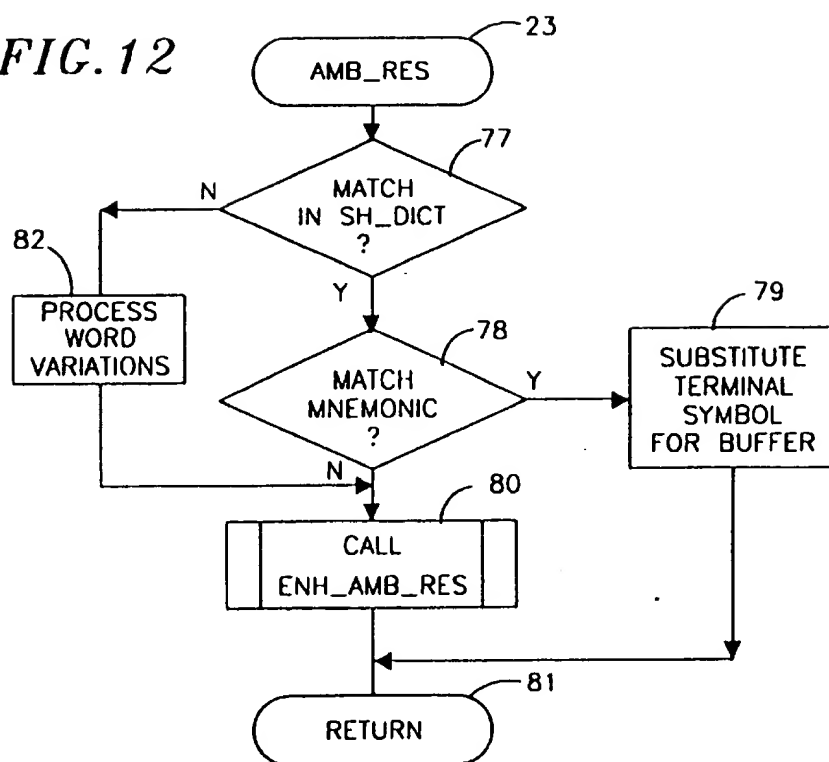 FIG.12
23
AMB_RES
77
MATCH
IN SH_DICT
?
N
82
PROCESS
WORD
VARIATIONS
Y
78
MATCH
MNEMONIC
?
Y
79
SUBSTITUTE
TERMINAL
SYMBOL
FOR BUFFER
N
80
CALL
ENH_AMB_RES
81
RETURN